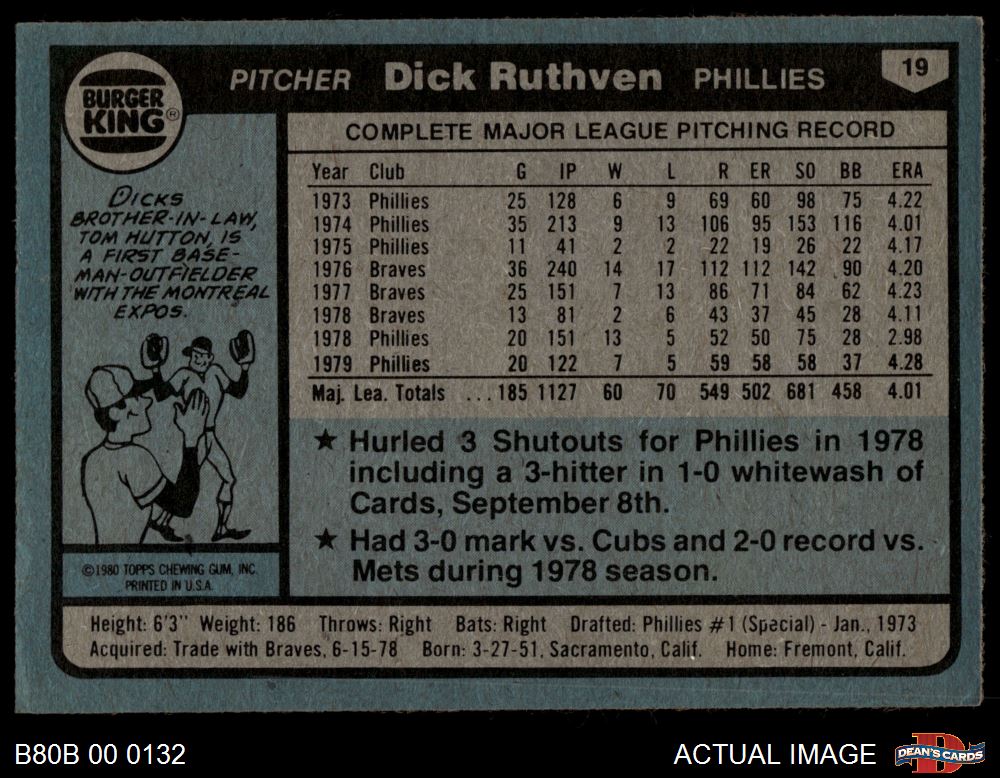 BURGER
KING®
PITCHER Dick Ruthven PHILLIES
19
COMPLETE MAJOR LEAGUE PITCHING RECORD
Year Club G IP W L R ER SO BB ERA
1973 Phillies 25 128 6 9 69 60 98 75 4.22
1974 Phillies 35 213 9 13 106 95 153 116 4.01
1975 Phillies 11 41 2 2 22 19 26 22 4.17
1976 Braves 36 240 14 17 112 112 142 90 4.20
1977 Braves 25 151 7 13 86 71 84 62 4.23
1978 Braves 13 81 2 6 43 37 45 28 4.11
1978 Phillies 20 151 13 5 52 50 75 28 2.98
1979 Phillies 20 122 7 5 59 58 58 37 4.28
Maj. Lea. Totals ... 185 1127 60 70 549 502 681 458 4.01
DICKS
BROTHER-IN-LAW,
TOM HUTTON, IS
A FIRST BASE-
MAN-OUTFIELDER
WITH THE MONTREAL
EXPOS.
★ Hurled 3 Shutouts for Phillies in 1978
including a 3-hitter in 1-0 whitewash of
Cards, September 8th.
★ Had 3-0 mark vs. Cubs and 2-0 record vs.
Mets during 1978 season.
©1980 TOPPS CHEWING GUM, INC.
PRINTED IN U.S.A.
Height: 6'3" Weight: 186 Throws: Right Bats: Right Drafted: Phillies #1 (Special) - Jan., 1973
Acquired: Trade with Braves, 6-15-78 Born: 3-27-51, Sacramento, Calif. Home: Fremont, Calif.
B80B 00 0132
ACTUAL IMAGE
DEAN'S CARDS